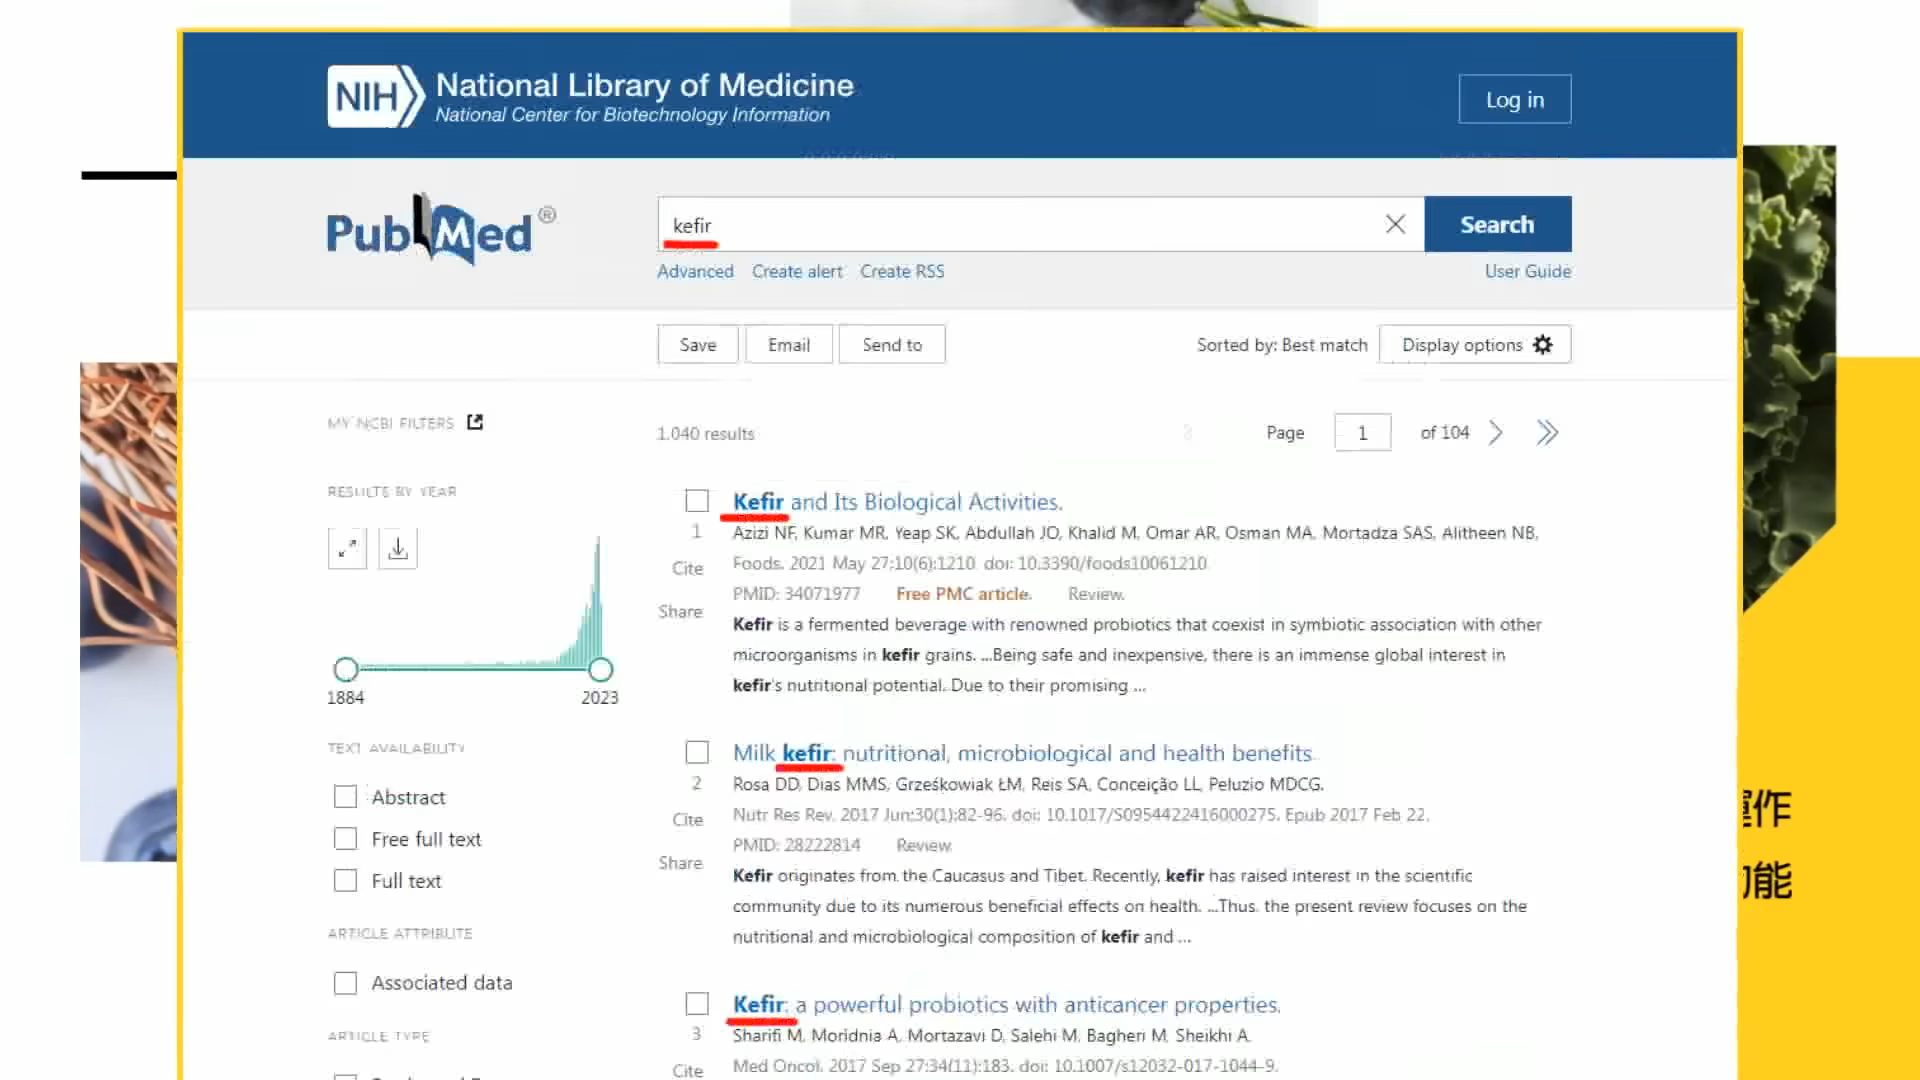 NIH National Library of Medicine
National Center for Biotechnology Information
Log in
PubMed ®
kefir
Search
Advanced Create alert Create RSS
User Guide
Save Email Send to
Sorted by: Best match Display options
MY NCBI FILTERS
1,040 results
Page 1 of 104
RESULTS BY YEAR
1884 2023
TEXT AVAILABILITY
Abstract
Free full text
Full text
ARTICLE ATTRIBUTE
Associated data
ARTICLE TYPE
Kefir and Its Biological Activities.
1
Cite
Share
Azizi NF, Kumar MR, Yeap SK, Abdullah JO, Khalid M, Omar AR, Osman MA, Mortadza SAS, Alitheen NB.
Foods. 2021 May 27;10(6):1210. doi: 10.3390/foods10061210.
PMID: 34071977 Free PMC article. Review.
Kefir is a fermented beverage with renowned probiotics that coexist in symbiotic association with other
microorganisms in kefir grains. ...Being safe and inexpensive, there is an immense global interest in
kefir's nutritional potential. Due to their promising ...
Milk kefir: nutritional, microbiological and health benefits.
2
Cite
Share
Rosa DD, Dias MMS, Grześkowiak ŁM, Reis SA, Conceição LL, Peluzio MDCG.
Nutr Res Rev. 2017 Jun;30(1):82-96. doi: 10.1017/S0954422416000275. Epub 2017 Feb 22.
PMID: 28222814 Review.
Kefir originates from the Caucasus and Tibet. Recently, kefir has raised interest in the scientific
community due to its numerous beneficial effects on health. ...Thus, the present review focuses on the
nutritional and microbiological composition of kefir and ...
Kefir: a powerful probiotics with anticancer properties.
3
Cite
Sharifi M, Moridnia A, Mortazavi D, Salehi M, Bagheri M, Sheikhi A.
Med Oncol. 2017 Sep 27;34(11):183. doi: 10.1007/s12032-017-1044-9.
運作
功能